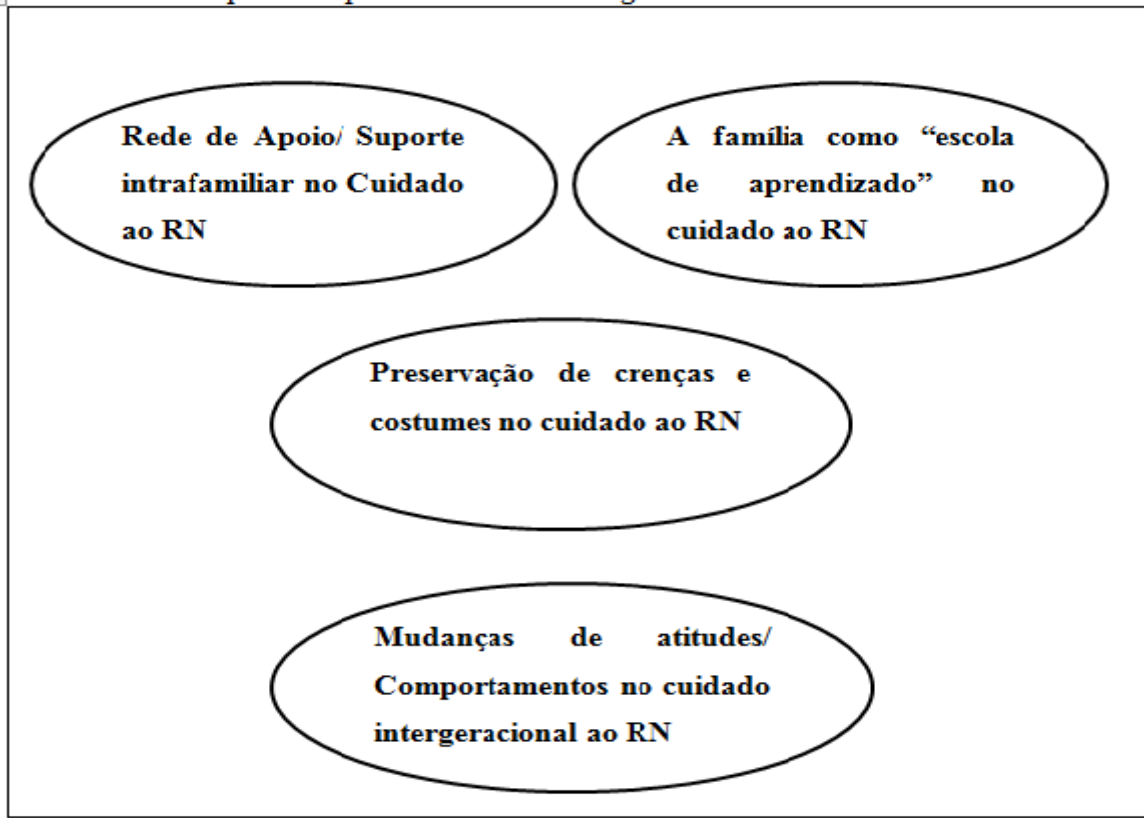 Rede de Apoio/ Suporte
intrafamiliar no Cuidado
ao RN
A família como “escola
de aprendizado” no
cuidado ao RN
Preservação de crenças e
costumes no cuidado ao RN
Mudanças de atitudes/
Comportamentos no cuidado
intergeracional ao RN